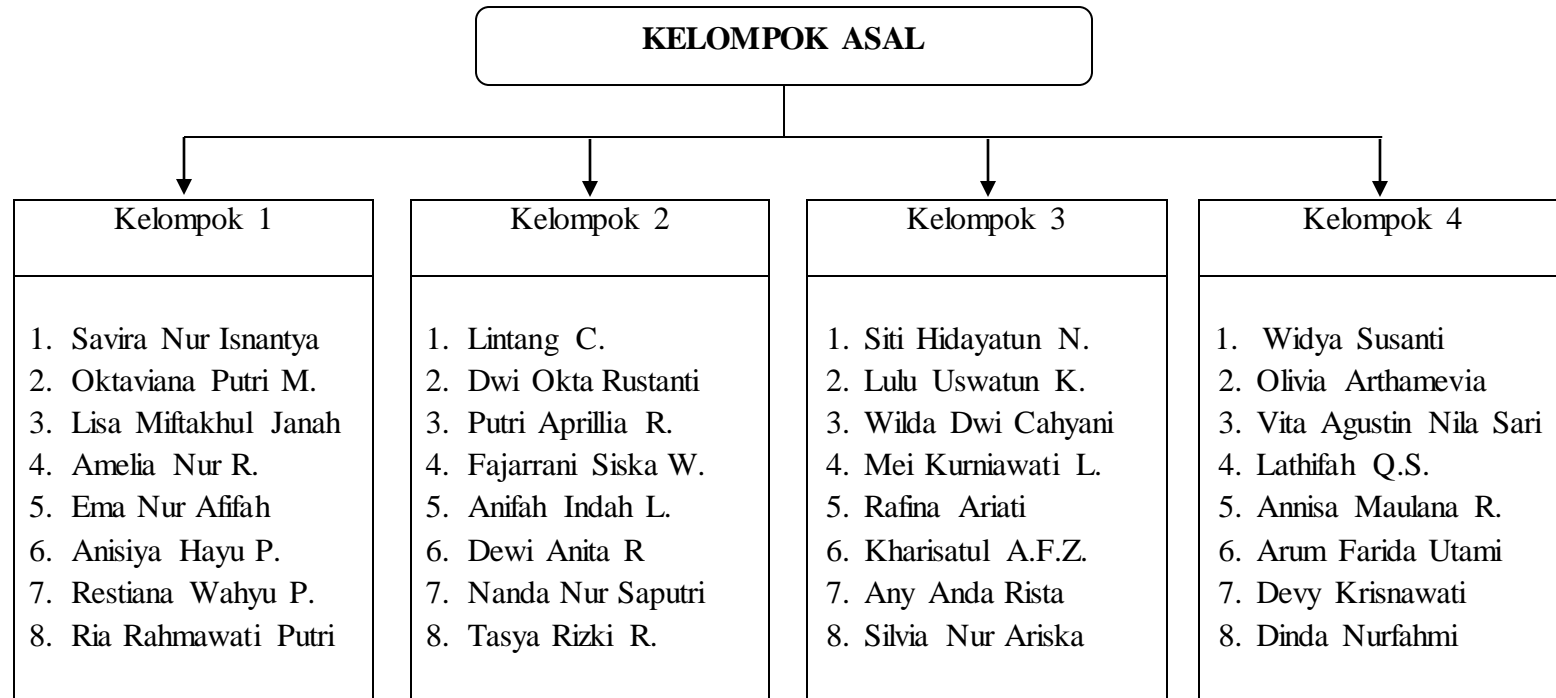 KELOMPOK ASAL
Kelompok 1
1. Savira Nur Isnantya
2. Oktaviana Putri M.
3. Lisa Miftakhul Janah
4. Amelia Nur R.
5. Ema Nur Afifah
6. Anisiya Hayu P.
7. Restiana Wahyu P.
8. Ria Rahmawati Putri
Kelompok 2
1. Lintang C.
2. Dwi Okta Rustanti
3. Putri Aprillia R.
4. Fajarrani Siska W.
5. Anifah Indah L.
6. Dewi Anita R
7. Nanda Nur Saputri
8. Tasya Rizki R.
Kelompok 3
1. Siti Hidayatun N.
2. Lulu Uswatun K.
3. Wilda Dwi Cahyani
4. Mei Kurniawati L.
5. Rafina Ariati
6. Kharisatul A.F.Z.
7. Any Anda Rista
8. Silvia Nur Ariska
Kelompok 4
1. Widya Susanti
2. Olivia Arthamevia
3. Vita Agustin Nila Sari
4. Lathifah Q.S.
5. Annisa Maulana R.
6. Arum Farida Utami
7. Devy Krisnawati
8. Dinda Nurfahmi